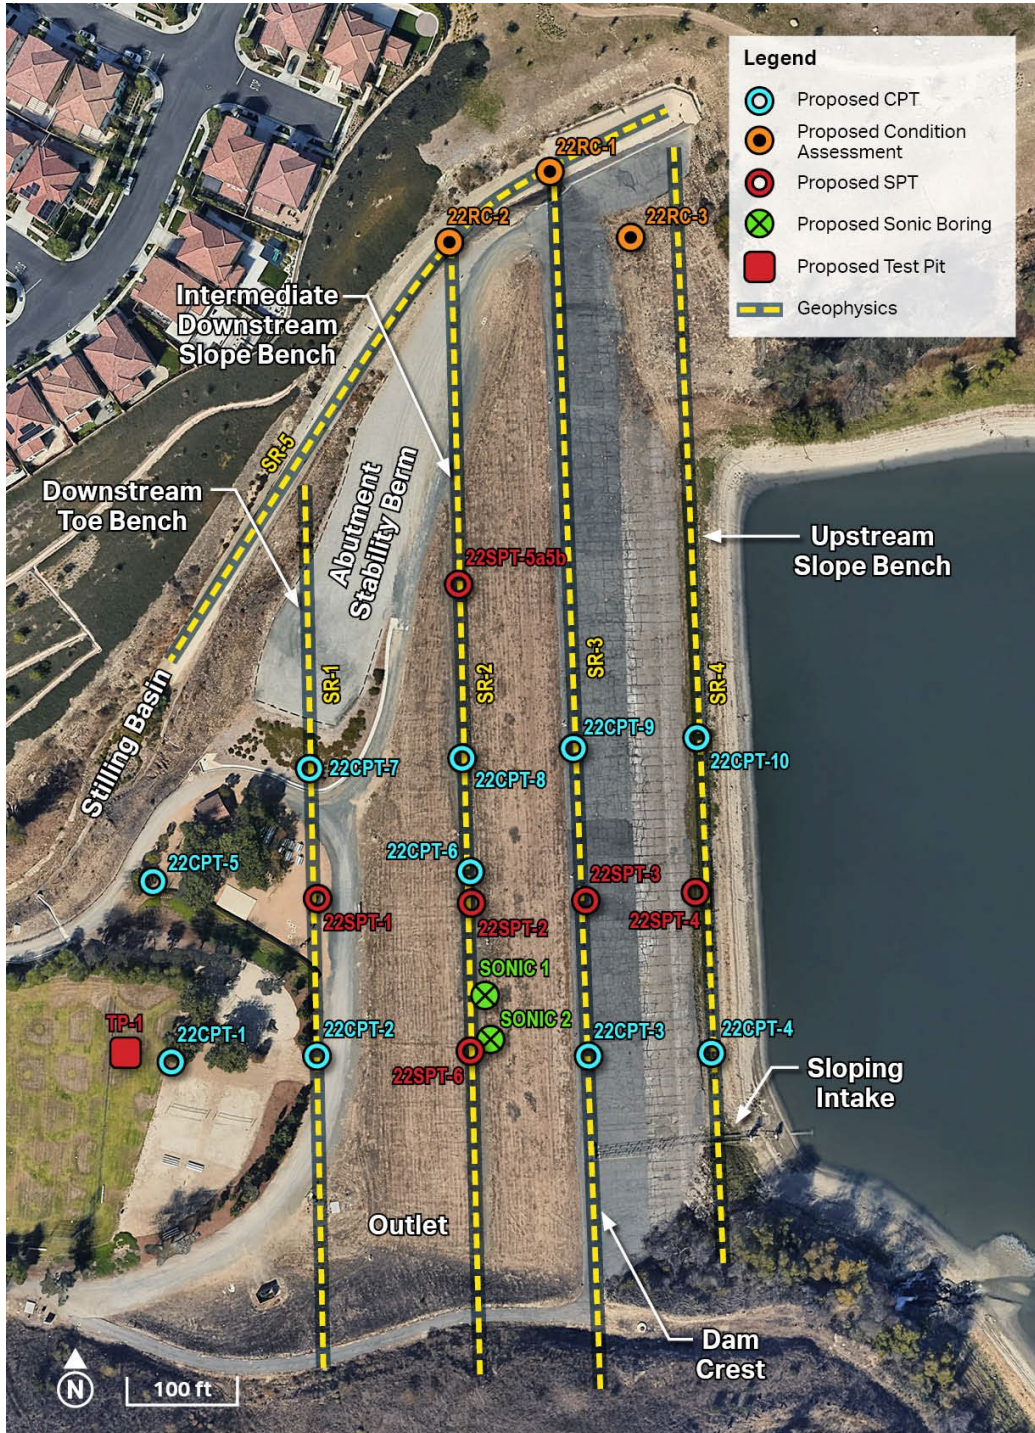 Legend
Proposed CPT
Proposed Condition
Assessment
Proposed SPT
Proposed Sonic Boring
Proposed Test Pit
Geophysics
22RC-1
22RC-2
22RC-3
Intermediate
Downstream
Slope Bench
SR-5
Downstream
Toe Bench
Abutment
Stability Berm
22SPT-5a5b
Upstream
Slope Bench
SR-1
SR-2
SR-3
SR-4
Stilling Basin
22CPT-7
22CPT-8
22CPT-9
22CPT-10
22CPT-5
22CPT-6
22SPT-1
22SPT-2
22SPT-3
22SPT-4
SONIC 1
SONIC 2
TP-1
22CPT-1
22CPT-2
22SPT-6
22CPT-3
22CPT-4
Sloping
Intake
Outlet
Dam
Crest
N
100 ft